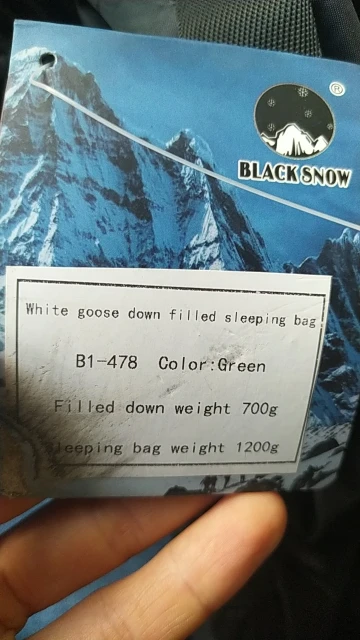 ®
BLACK SNOW
White goose down filled sleeping bag
B1-478 Color:Green
Filled down weight 700g
leeping bag weight 1200g